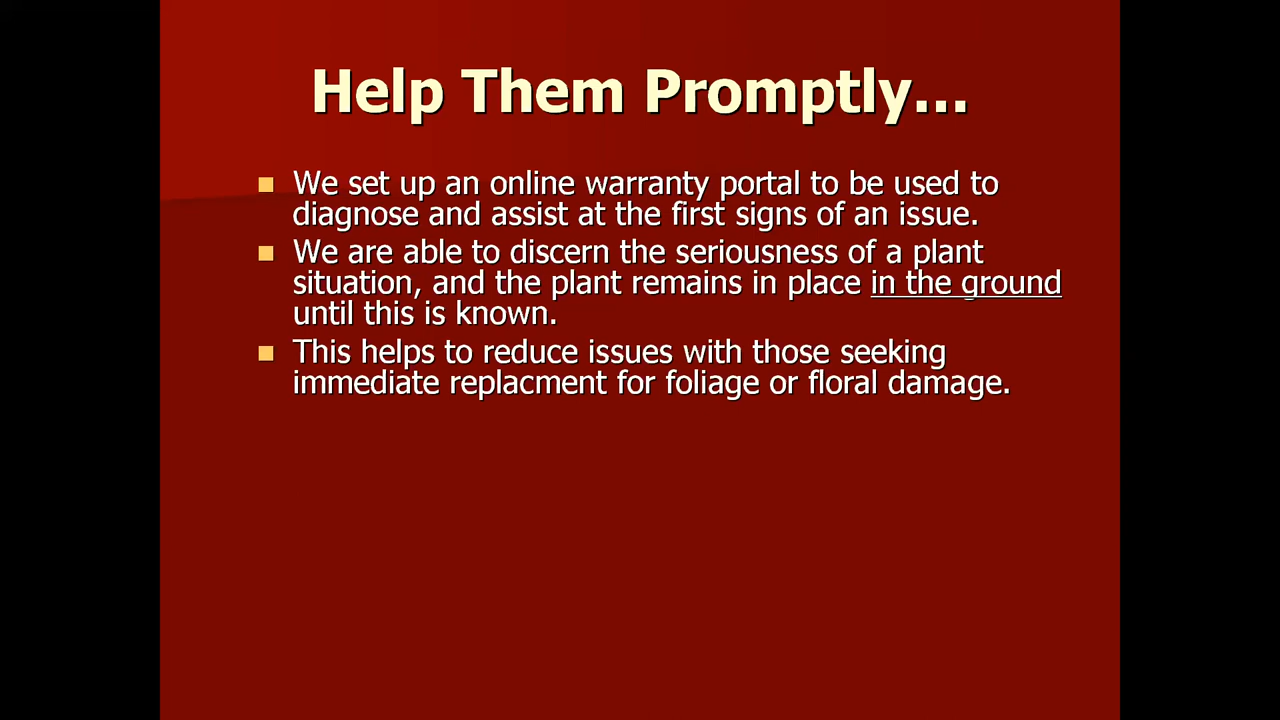 Help Them Promptly...
We set up an online warranty portal to be used to
diagnose and assist at the first signs of an issue.
We are able to discern the seriousness of a plant
situation, and the plant remains in place in the ground
until this is known.
This helps to reduce issues with those seeking
immediate replacment for foliage or floral damage.